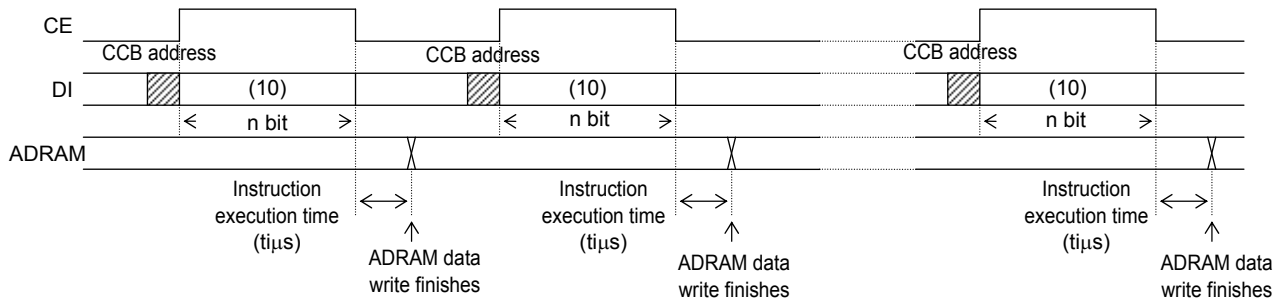 CE
CCB address
CCB address
CCB address
DI
(10)
(10)
(10)
n bit
n bit
n bit
ADRAM
Instruction
execution time
(tiμs)
Instruction
execution time
(tiμs)
Instruction
execution time
(tiμs)
ADRAM data
write finishes
ADRAM data
write finishes
ADRAM data
write finishes